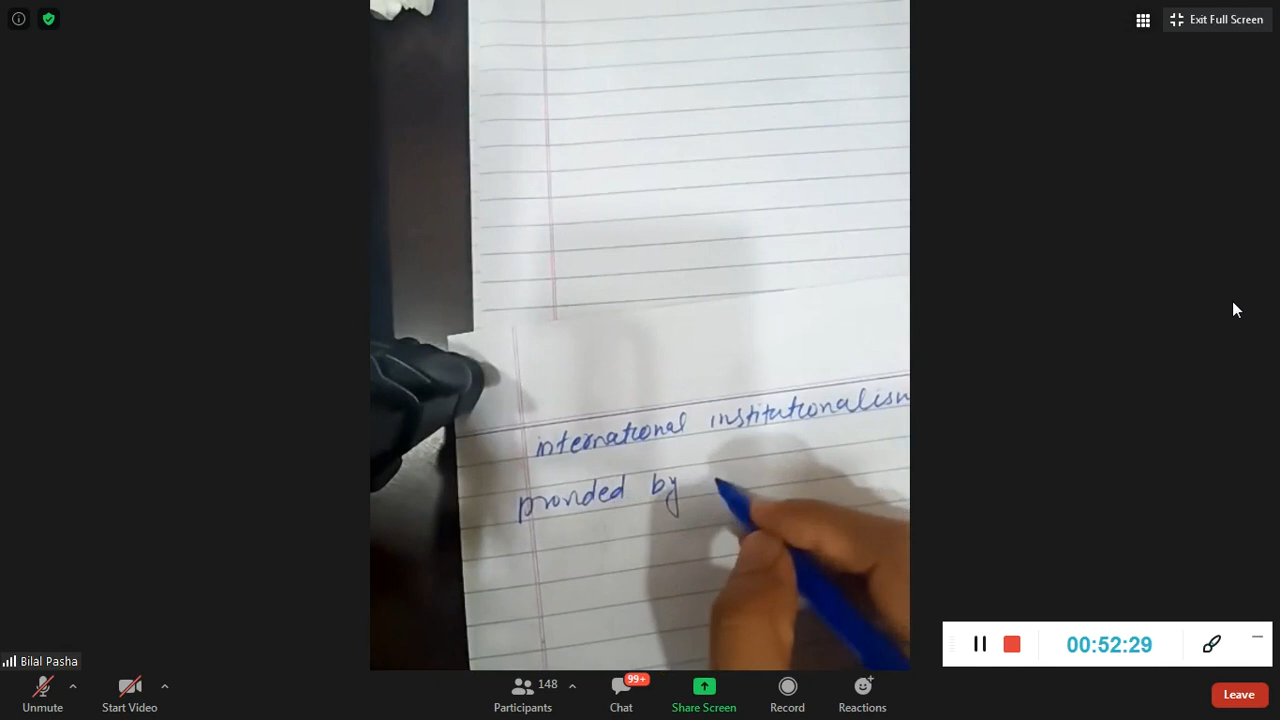 Exit Full Screen
international institutionalism
provided by
00:52:29
Bilal Pasha
148
99+
Unmute
Start Video
Participants
Chat
Share Screen
Record
Reactions
Leave